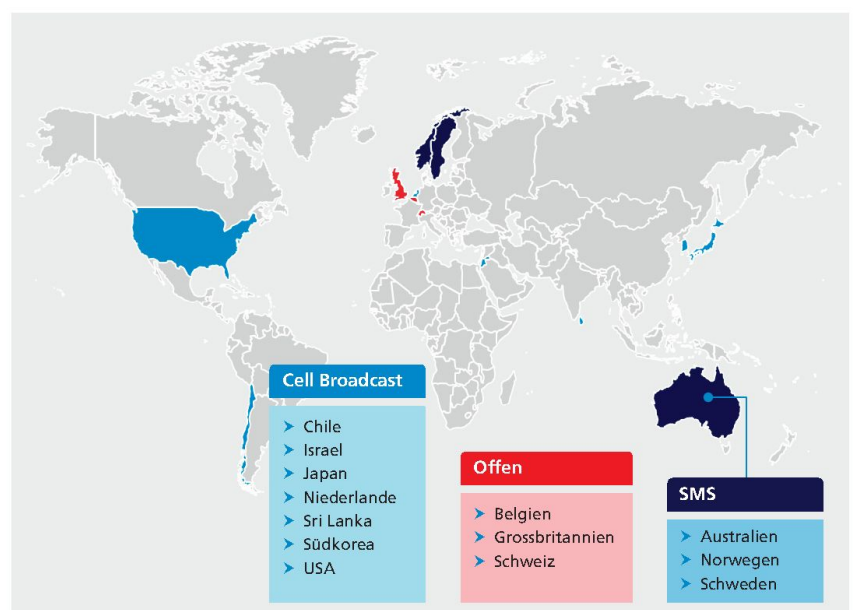 Cell Broadcast
Chile
Israel
Japan
Niederlande
Sri Lanka
Südkorea
USA
Offen
Belgien
Grossbritannien
Schweiz
SMS
Australien
Norwegen
Schweden